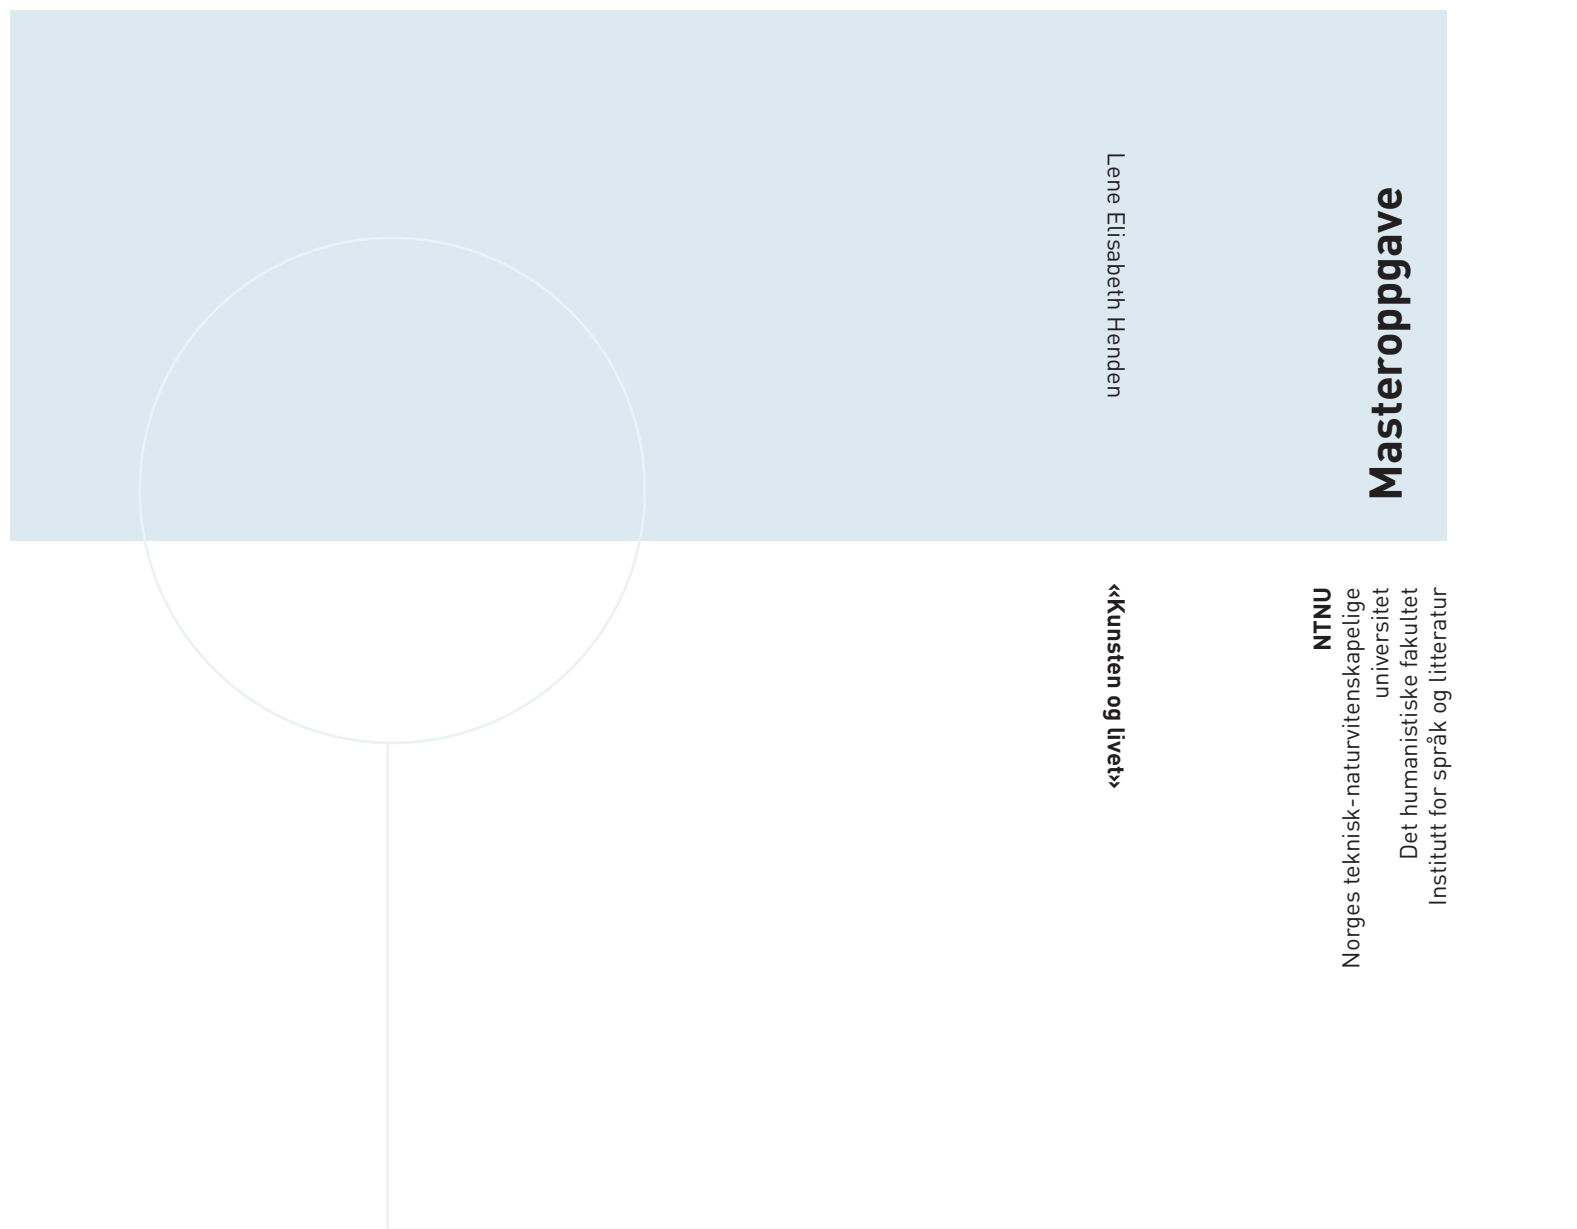 Lene Elisabeth Henden
«Kunsten og livet»
Masteroppgave
NTNU
Norges teknisk-naturvitenskapelige
universitet
Det humanistiske fakultet
Institutt for språk og litteratur